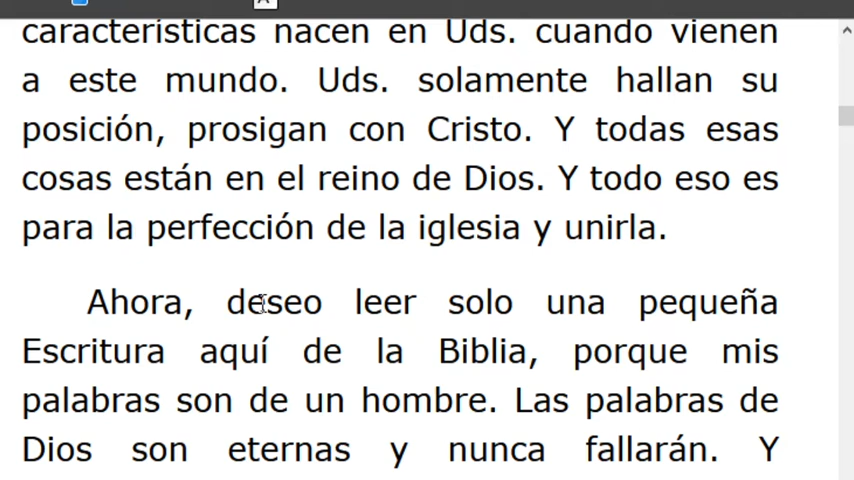 características nacen en Uds. cuando vienen
a este mundo. Uds. solamente hallan su
posición, prosigan con Cristo. Y todas esas
cosas están en el reino de Dios. Y todo eso es
para la perfección de la iglesia y unirla.
Ahora, deseo leer solo una pequeña
Escritura aquí de la Biblia, porque mis
palabras son de un hombre. Las palabras de
Dios son eternas y nunca fallarán. Y